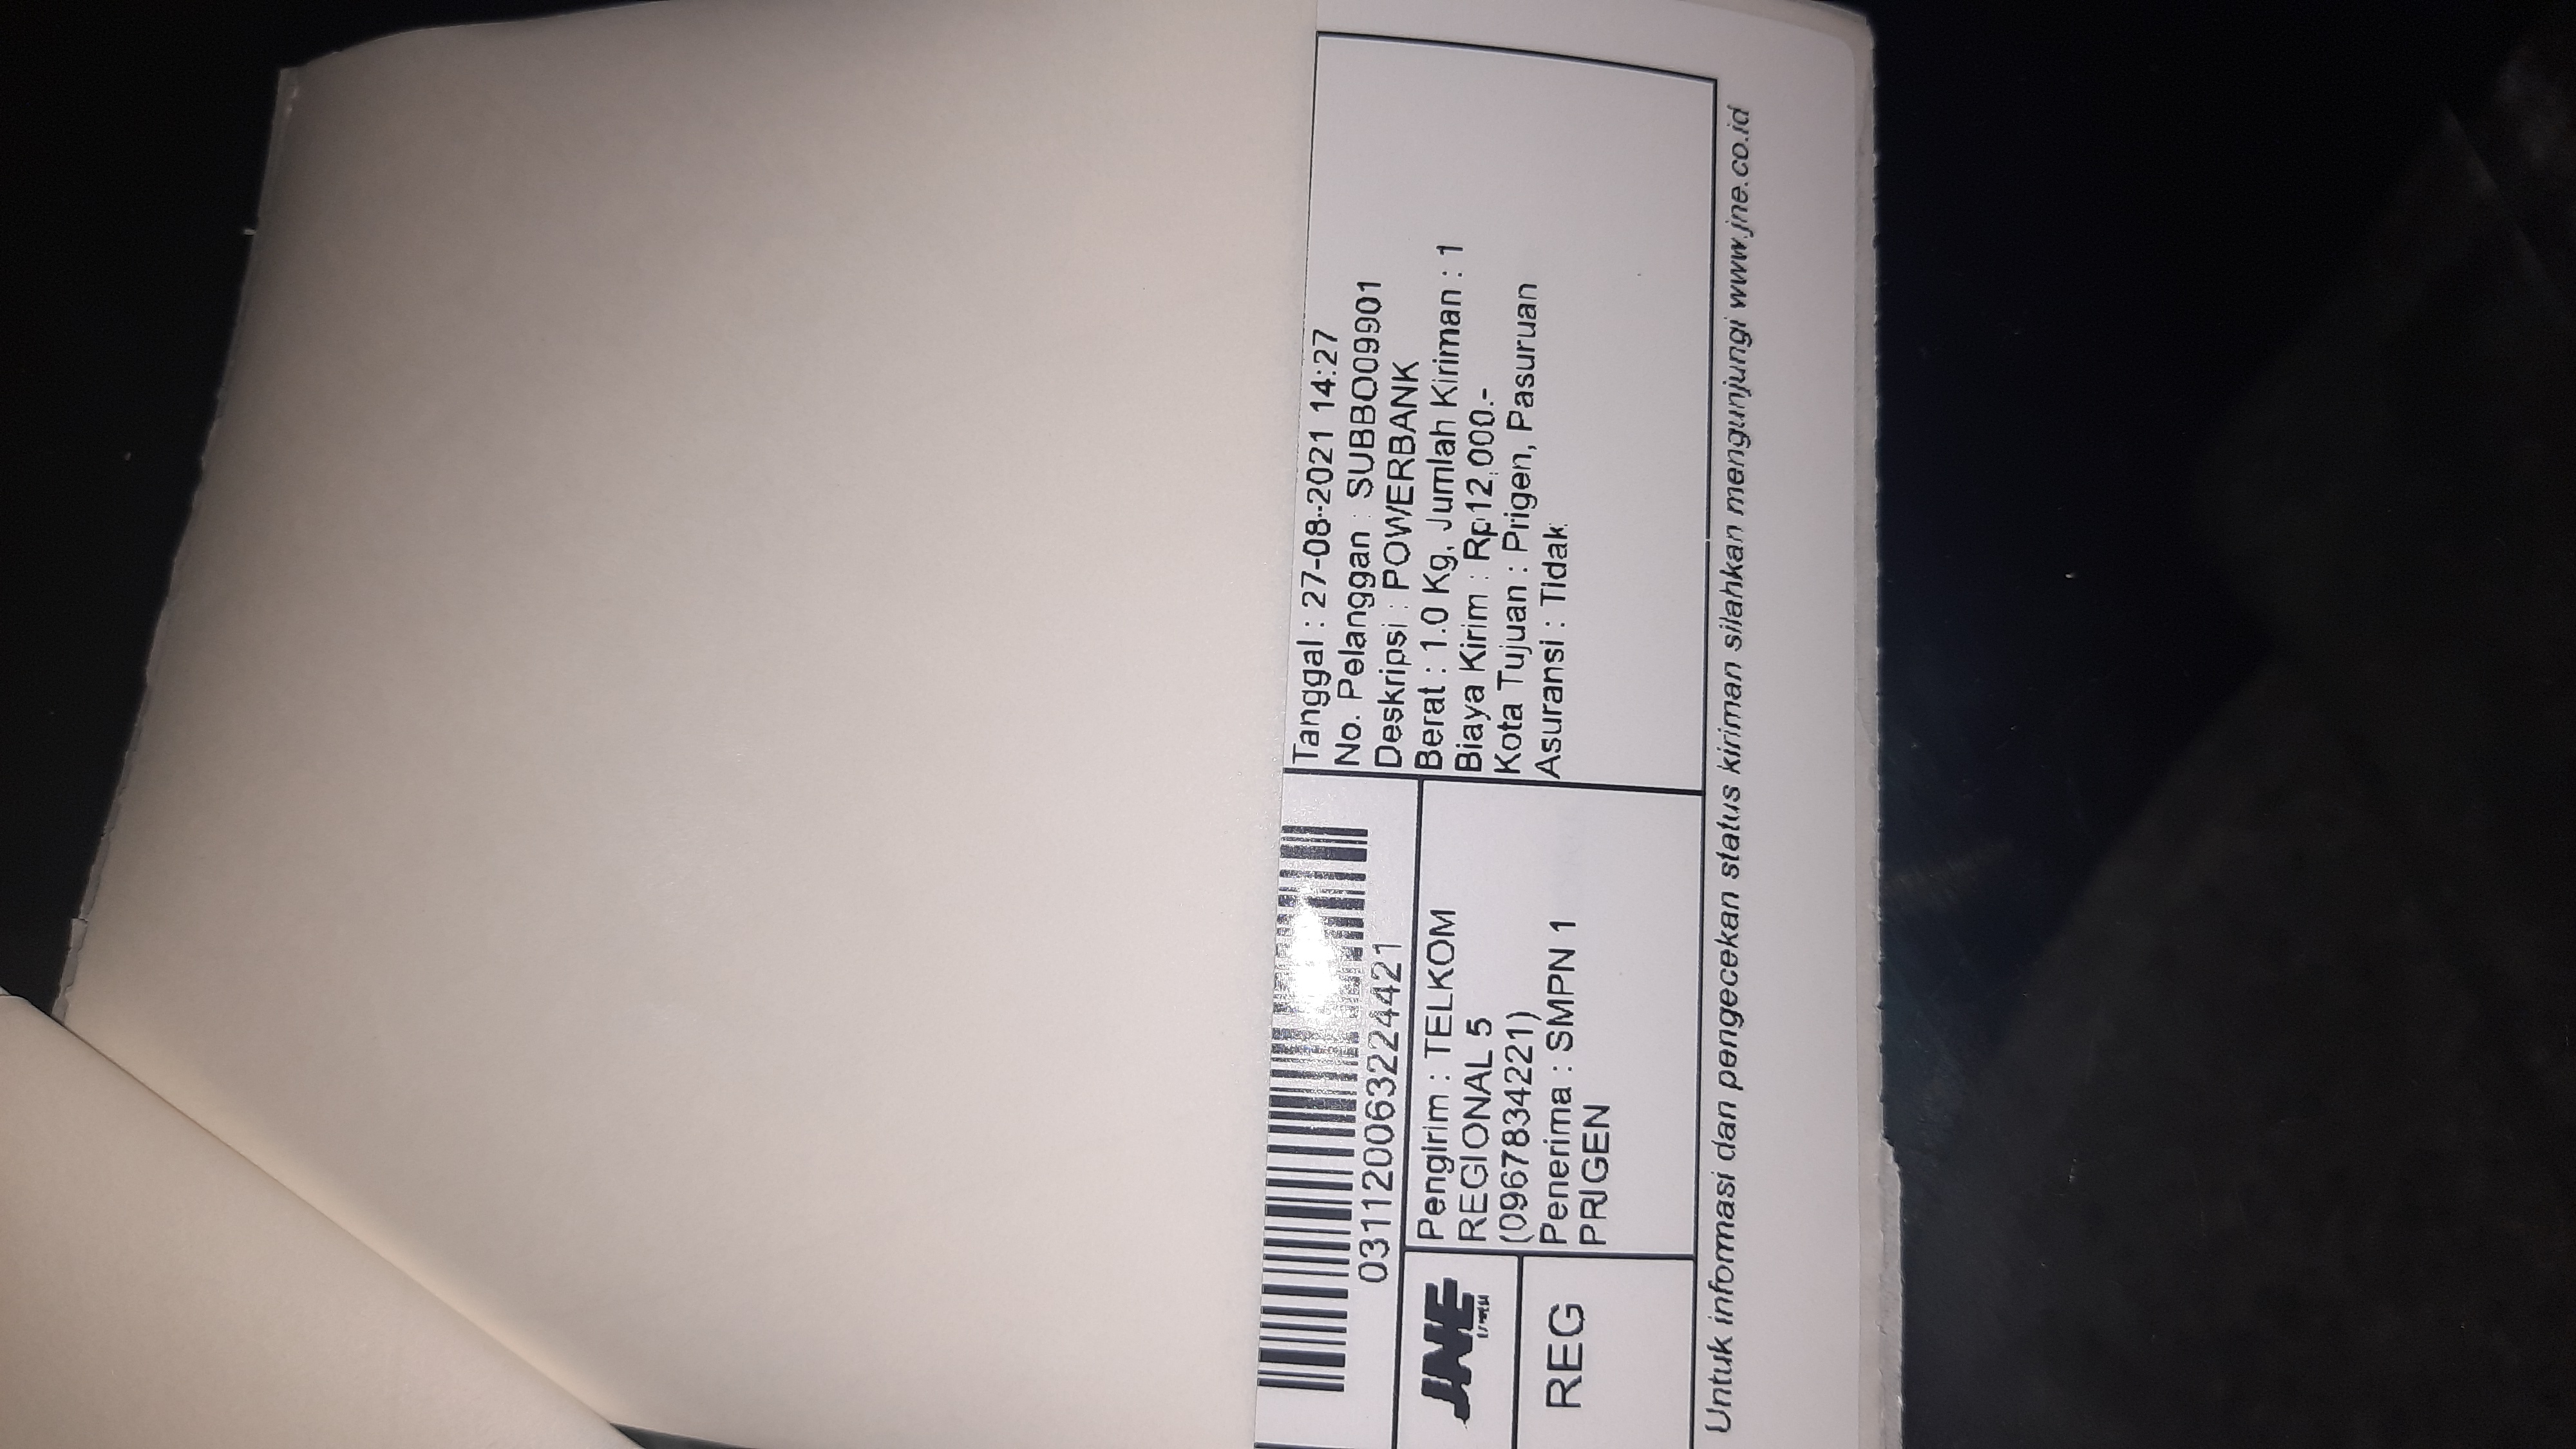 031120063224421
JNE
EXPRESS
REG
Pengirim : TELKOM
REGIONAL 5
(0967834221)
Penerima : SMPN 1
PRIGEN
Tanggal : 27-08-2021 14:27
No. Pelanggan : SUBBO09901
Deskripsi : POWERBANK
Berat : 1.0 Kg, Jumlah Kiriman : 1
Biaya Kirim : Rp12,000.-
Kota Tujuan : Prigen, Pasuruan
Asuransi : Tidak
Untuk informasi dan pengecekan status kiriman silahkan mengunjungi www.jne.co.id